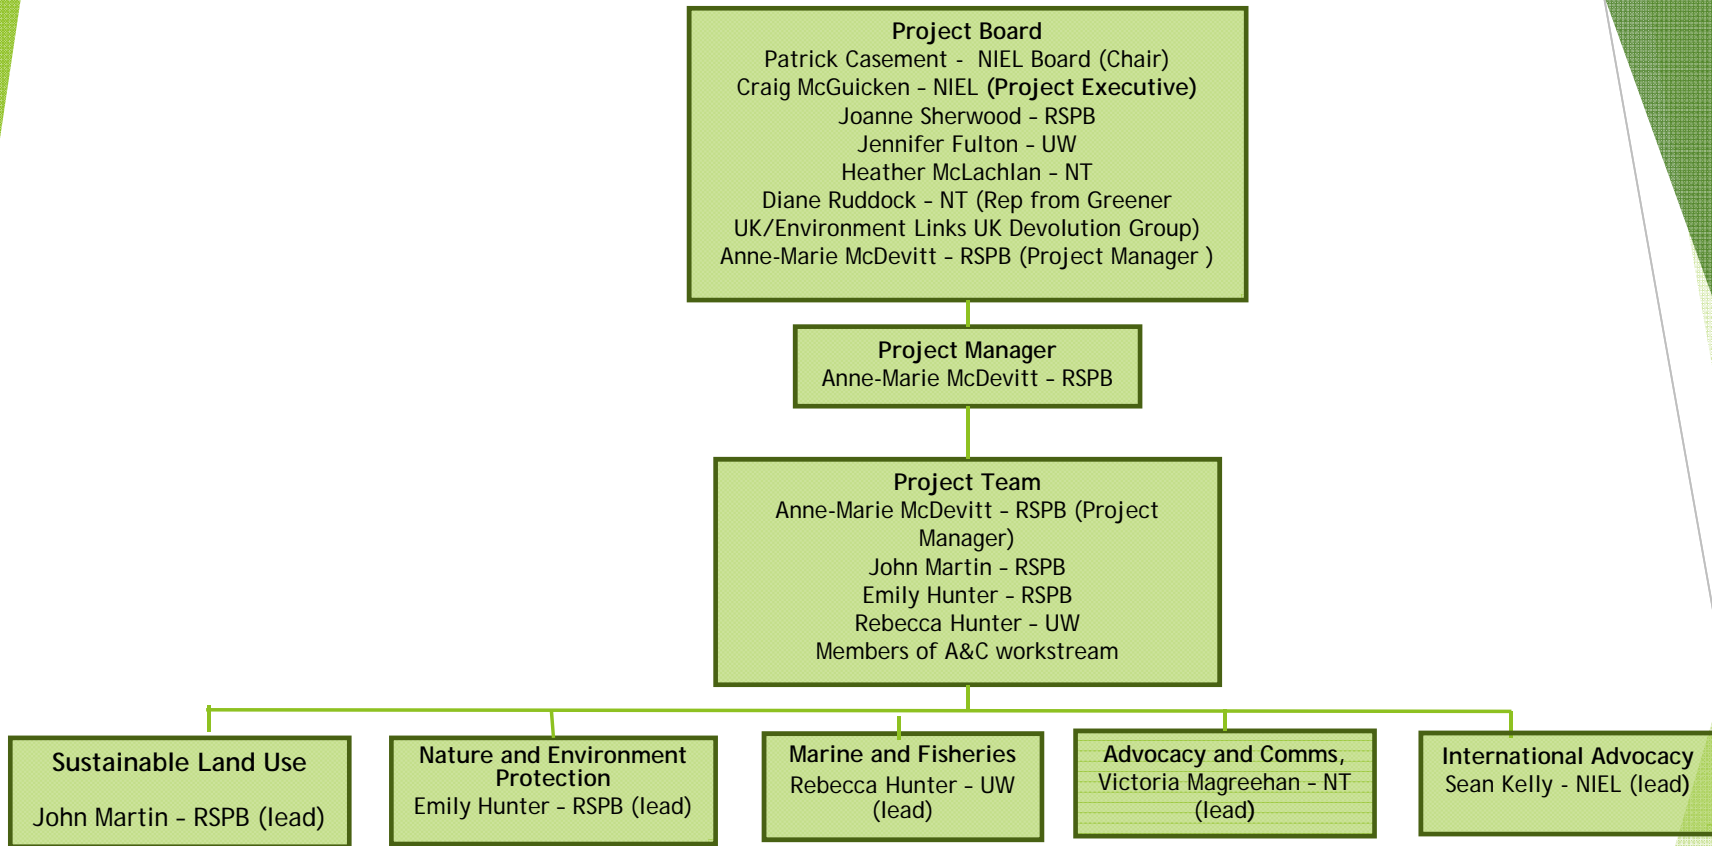 Project Board
Patrick Casement - NIEL Board (Chair)
Craig McGuicken – NIEL (Project Executive)
Joanne Sherwood – RSPB
Jennifer Fulton – UW
Heather McLachlan – NT
Diane Ruddock – NT (Rep from Greener
UK/Environment Links UK Devolution Group)
Anne-Marie McDevitt – RSPB (Project Manager )
Project Manager
Anne-Marie McDevitt – RSPB
Project Team
Anne-Marie McDevitt – RSPB (Project
Manager)
John Martin – RSPB
Emily Hunter – RSPB
Rebecca Hunter – UW
Members of A&C workstream
Sustainable Land Use
John Martin – RSPB (lead)
Nature and Environment
Protection
Emily Hunter – RSPB (lead)
Marine and Fisheries
Rebecca Hunter – UW
(lead)
Advocacy and Comms,
Victoria Magreehan – NT
(lead)
International Advocacy
Sean Kelly - NIEL (lead)